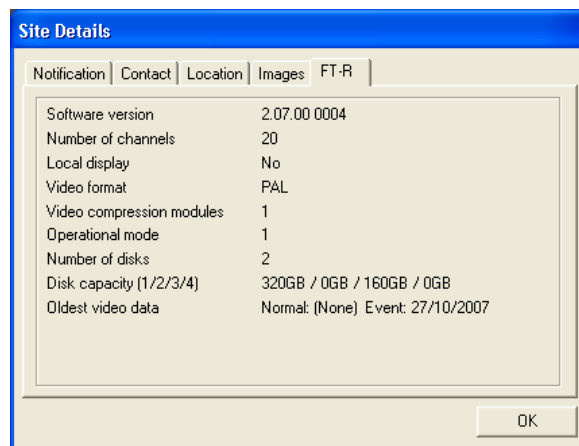 Site Details
Notification Contact Location Images FT-R
Software version 2.07.00 0004
Number of channels 20
Local display No
Video format PAL
Video compression modules 1
Operational mode 1
Number of disks 2
Disk capacity (1/2/3/4) 320GB / 0GB / 160GB / 0GB
Oldest video data Normal: (None) Event: 27/10/2007
OK